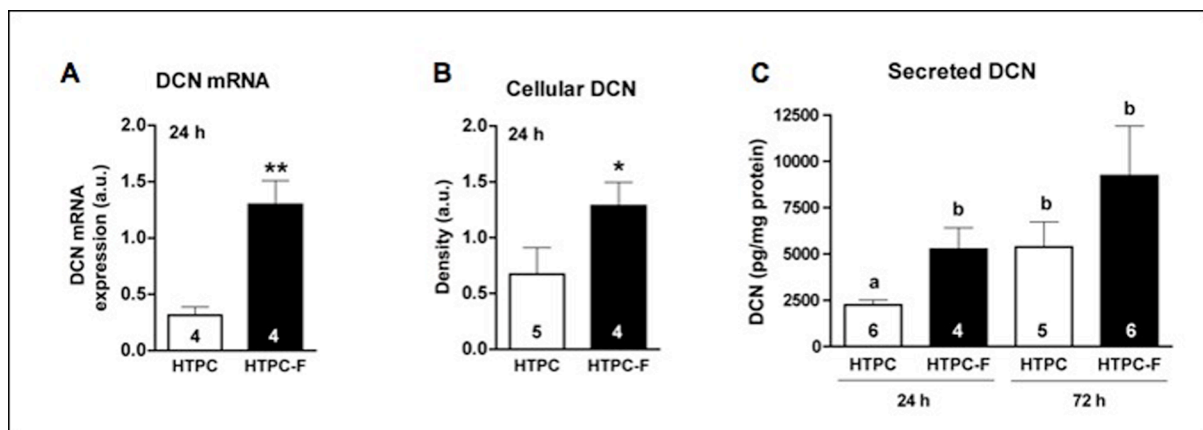 A
DCN mRNA
24 h
DCN mRNA
expression (a.u.)
2.0
1.5
1.0
0.5
0.0
**
4
4
HTPC
HTPC-F
B
Cellular DCN
24 h
Density (a.u.)
2.0
1.5
1.0
0.5
0.0
*
5
4
HTPC
HTPC-F
C
Secreted DCN
DCN (pg/mg protein)
12500
10000
7500
5000
2500
0
a
b
b
b
6
4
5
6
HTPC
HTPC-F
HTPC
HTPC-F
24 h
72 h